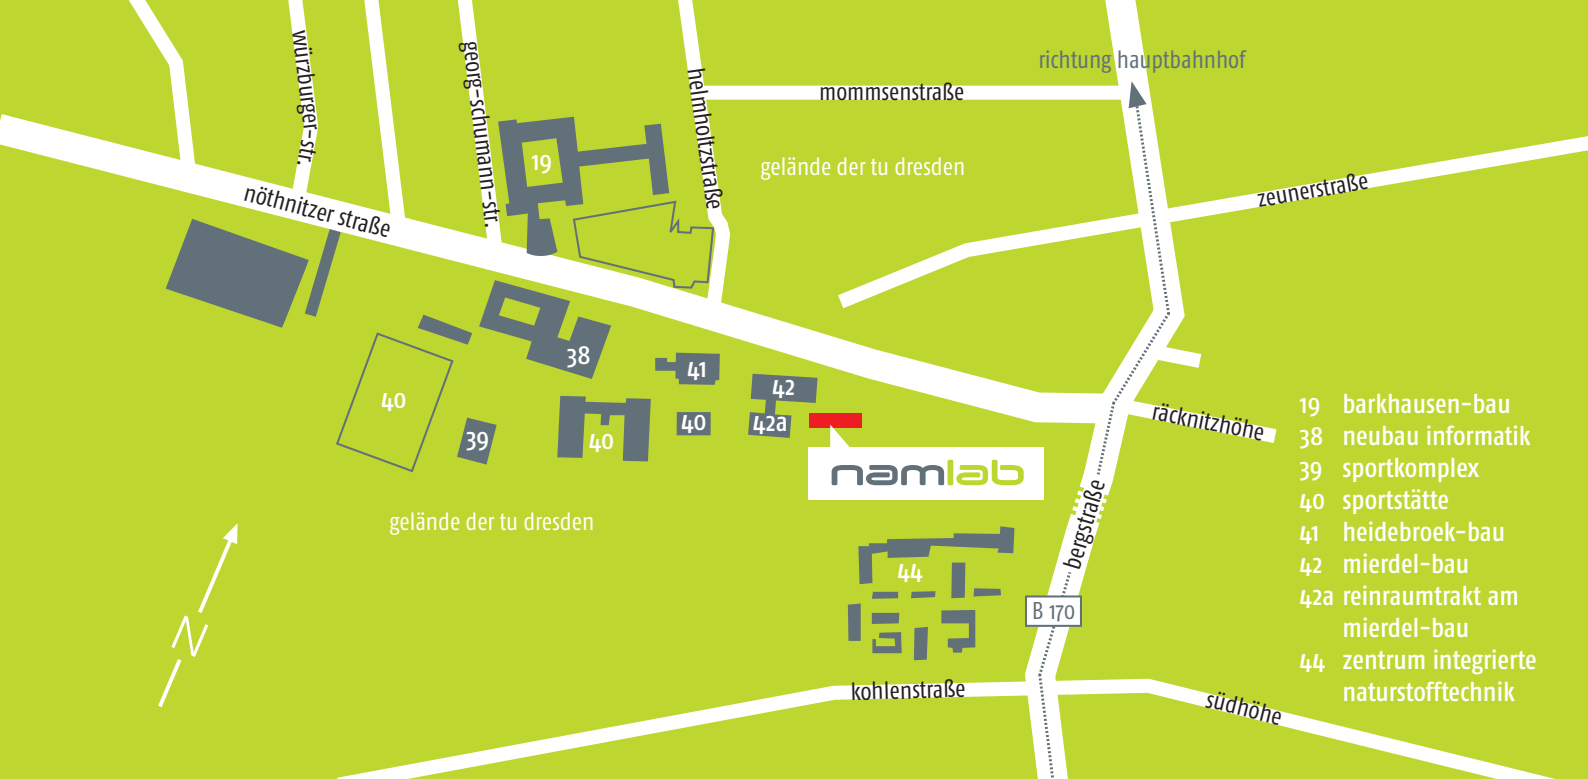 richtung hauptbahnhof
mommsenstraße
würzburger-str.
georg-schumann-str.
helmholtzstraße
19
gelände der tu dresden
zeunerstraße
nöthnitzer straße
38
41
42
40
40
42a
39
40
räcknitzhöhe
namlab
gelände der tu dresden
bergstraße
44
B 170
kohlenstraße
südhöhe
N
19 barkhausen-bau
38 neubau informatik
39 sportkomplex
40 sportstätte
41 heidebroek-bau
42 mierdel-bau
42a reinraumtrakt am
mierdel-bau
44 zentrum integrierte
naturstofftechnik